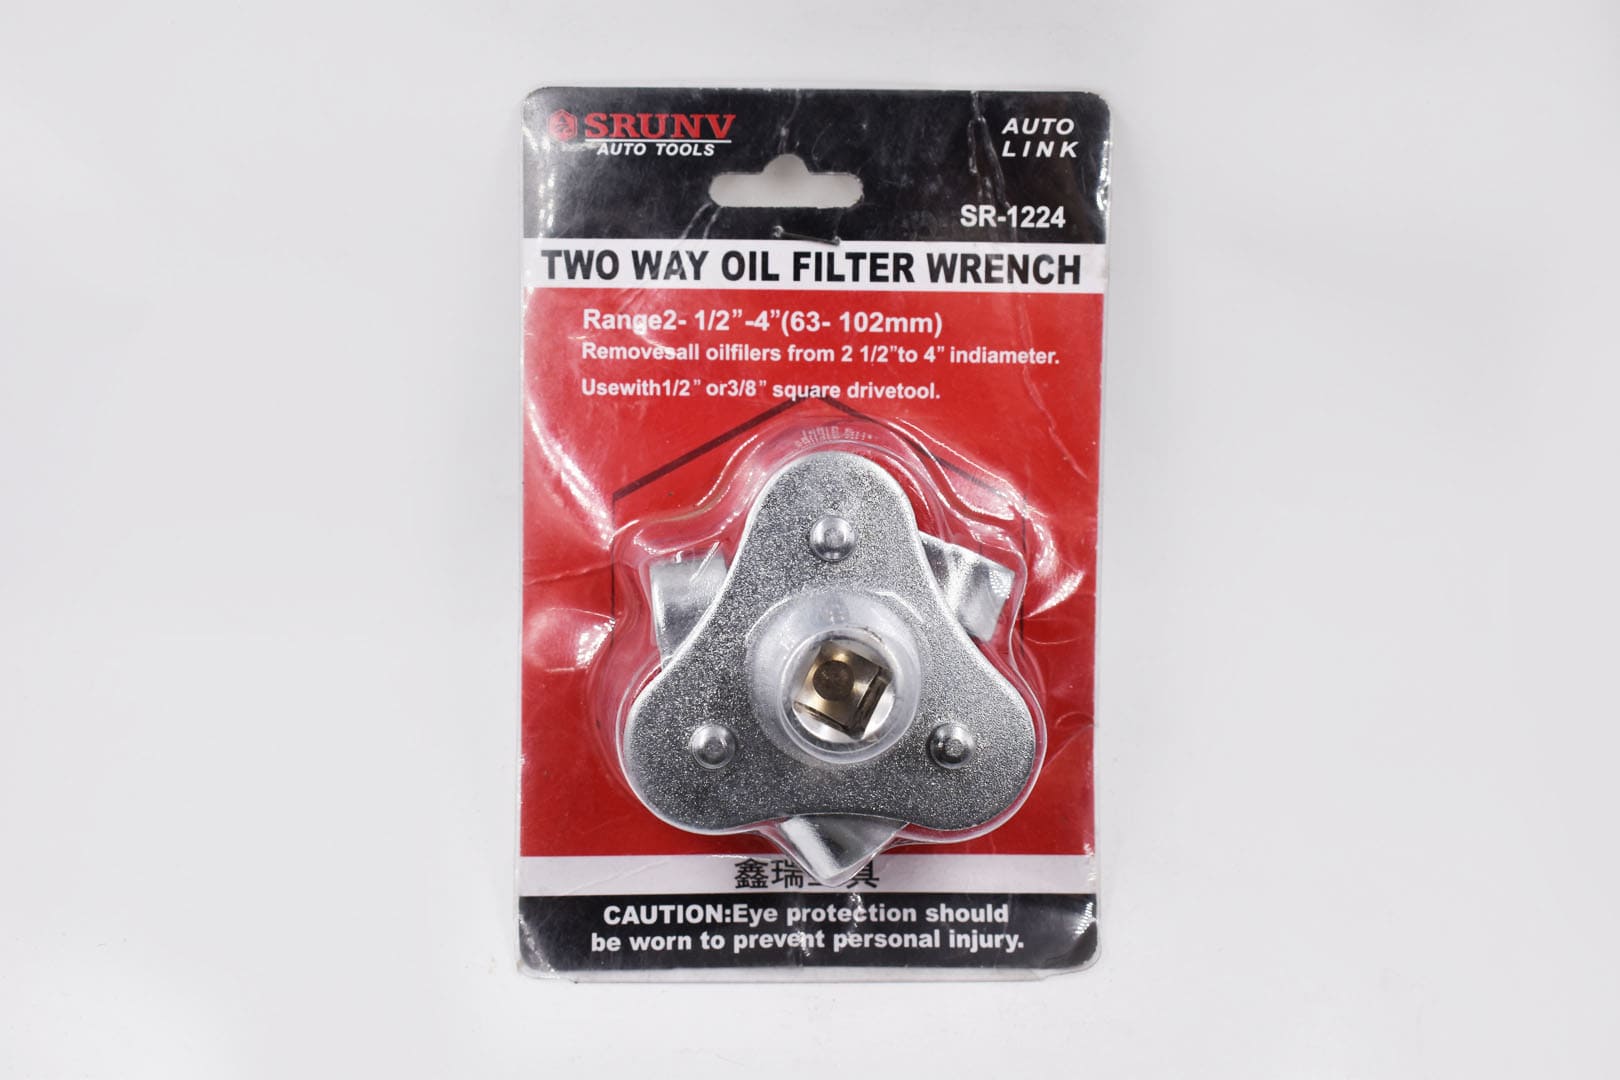 SRUNV
AUTO TOOLS
AUTO
LINK
SR-1224
TWO WAY OIL FILTER WRENCH
Range2- 1/2”-4”(63- 102mm)
Removesall oilfilers from 2 1/2”to 4” indiameter.
Usewith1/2” or3/8” square drivetool.
鑫瑞工具
CAUTION:Eye protection should
be worn to prevent personal injury.